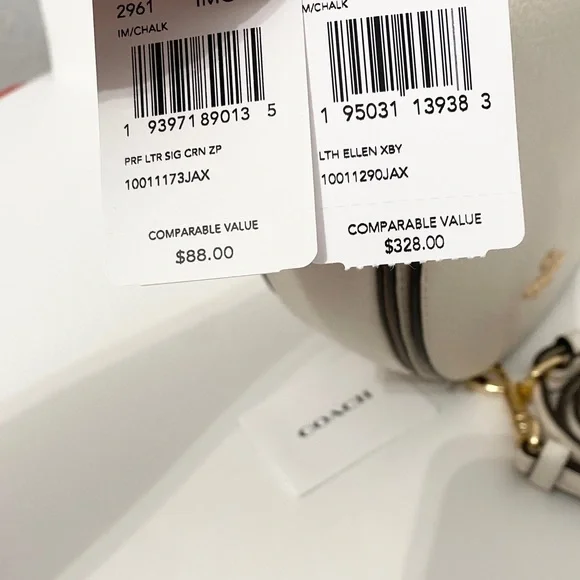 2961
IM/CHALK
1 93971 89013 5
PRF LTR SIG CRN ZP
10011173JAX
COMPARABLE VALUE
$88.00
M/CHALK
1 95031 13938 3
LTH ELLEN XBY
10011290JAX
COMPARABLE VALUE
$328.00
COACH